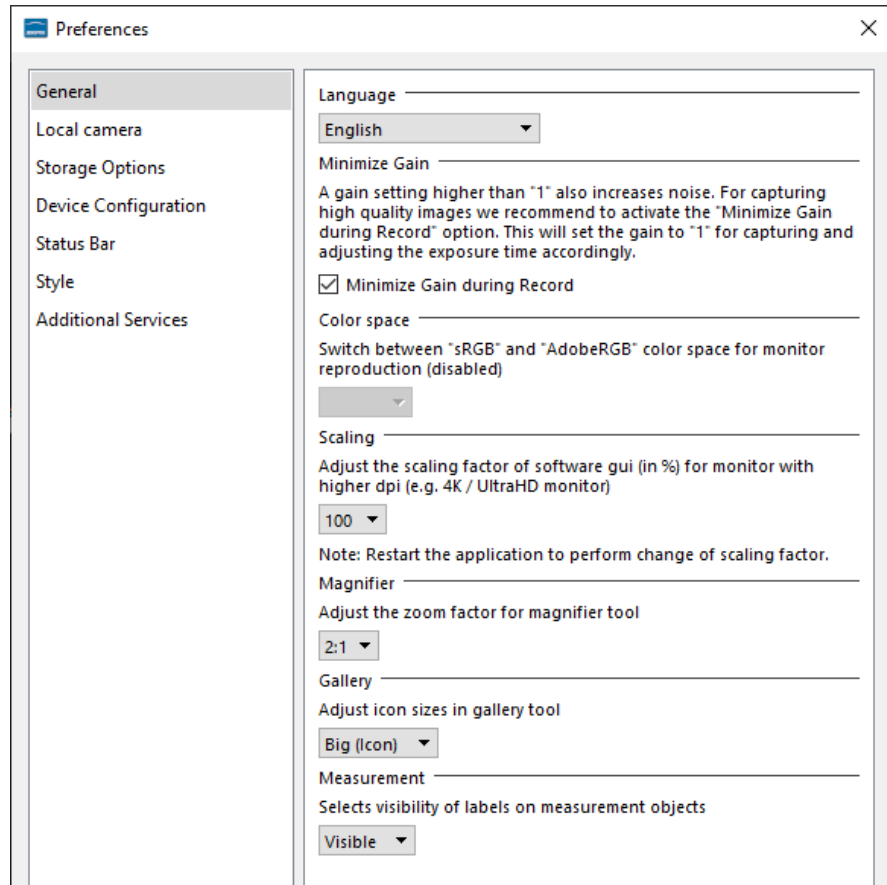 Preferences
General
Local camera
Storage Options
Device Configuration
Status Bar
Style
Additional Services
Language
English
Minimize Gain
A gain setting higher than "1" also increases noise. For capturing
high quality images we recommend to activate the "Minimize Gain
during Record" option. This will set the gain to "1" for capturing and
adjusting the exposure time accordingly.
Minimize Gain during Record
Color space
Switch between "sRGB" and "AdobeRGB" color space for monitor
reproduction (disabled)
Scaling
Adjust the scaling factor of software gui (in %) for monitor with
higher dpi (e.g. 4K / UltraHD monitor)
100
Note: Restart the application to perform change of scaling factor.
Magnifier
Adjust the zoom factor for magnifier tool
2:1
Gallery
Adjust icon sizes in gallery tool
Big (Icon)
Measurement
Selects visibility of labels on measurement objects
Visible